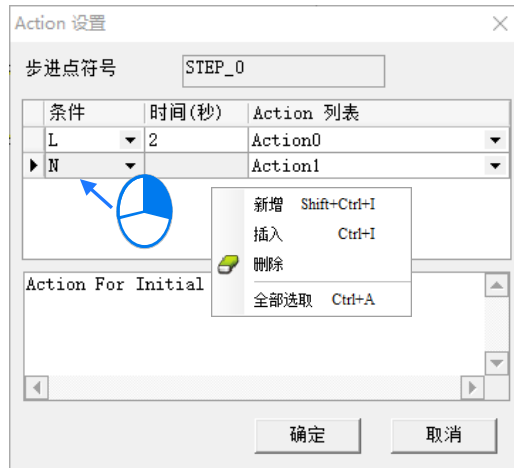 Action 设置
步进点符号 STEP_0
条件 时间(秒) Action 列表
L 2 Action0
N Action1
新增 Shift+Ctrl+I
插入 Ctrl+I
删除
全部选取 Ctrl+A
Action For Initial
确定 取消